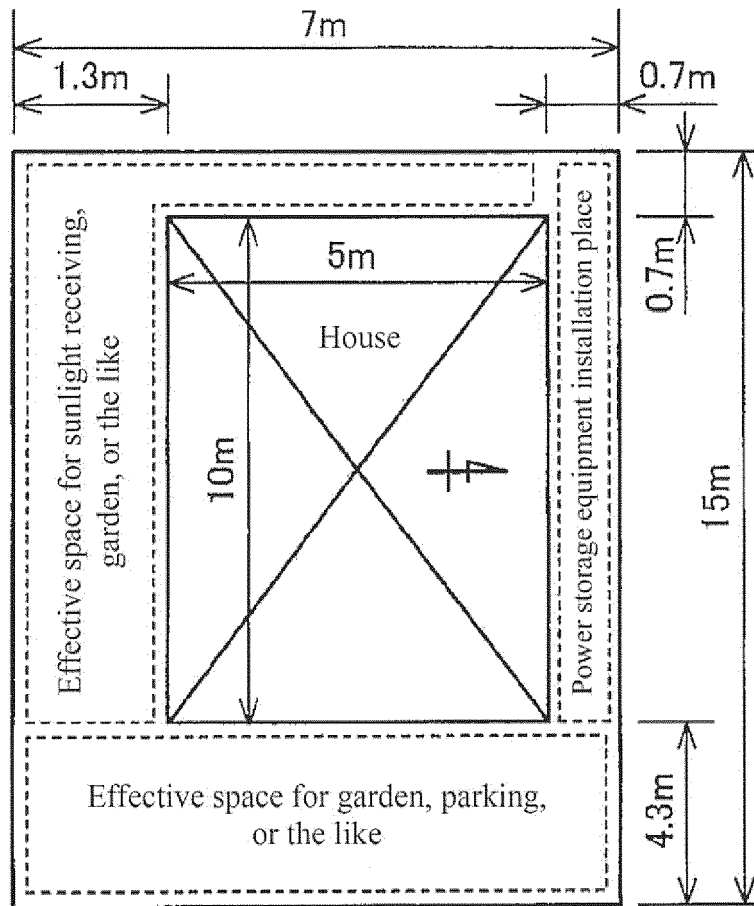 7m
1.3m
0.7m
0.7m
5m
House
10m
Effective space for sunlight receiving,
garden, or the like
Power storage equipment installation place
15m
4.3m
Effective space for garden, parking,
or the like